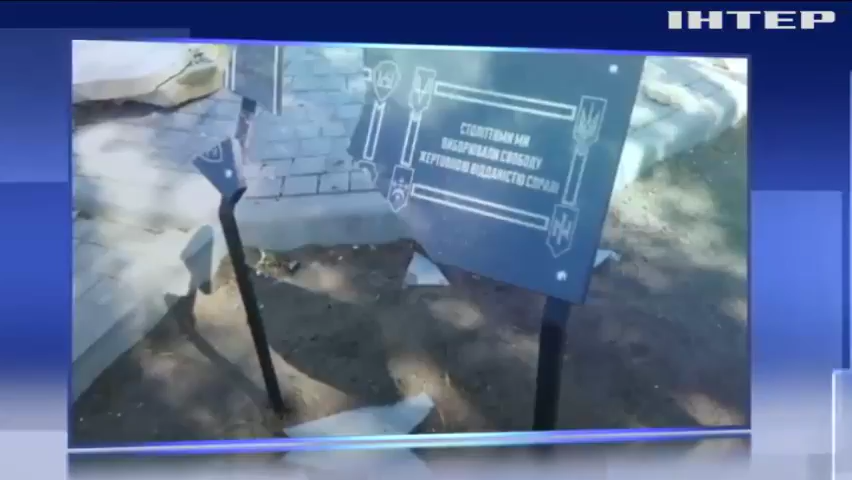 ІНТЕР
СТОЛІТТЯМИ МИ
ВИБОРЮВАЛИ СВОБОДУ
ЖЕРТОВНОЮ ВІДДАНІСТЮ СПРАВІ